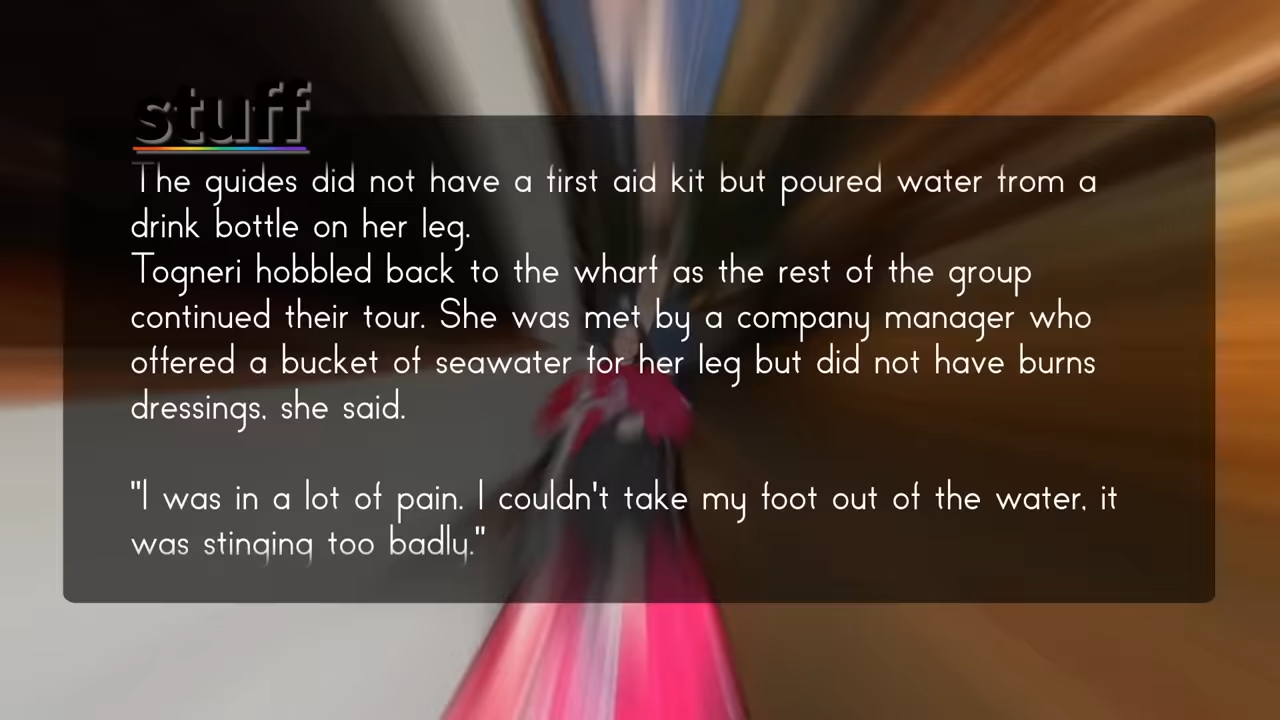 stuff
The guides did not have a first aid kit but poured water from a
drink bottle on her leg.
Togneri hobbled back to the wharf as the rest of the group
continued their tour. She was met by a company manager who
offered a bucket of seawater for her leg but did not have burns
dressings, she said.
"I was in a lot of pain. I couldn't take my foot out of the water, it
was stinging too badly."